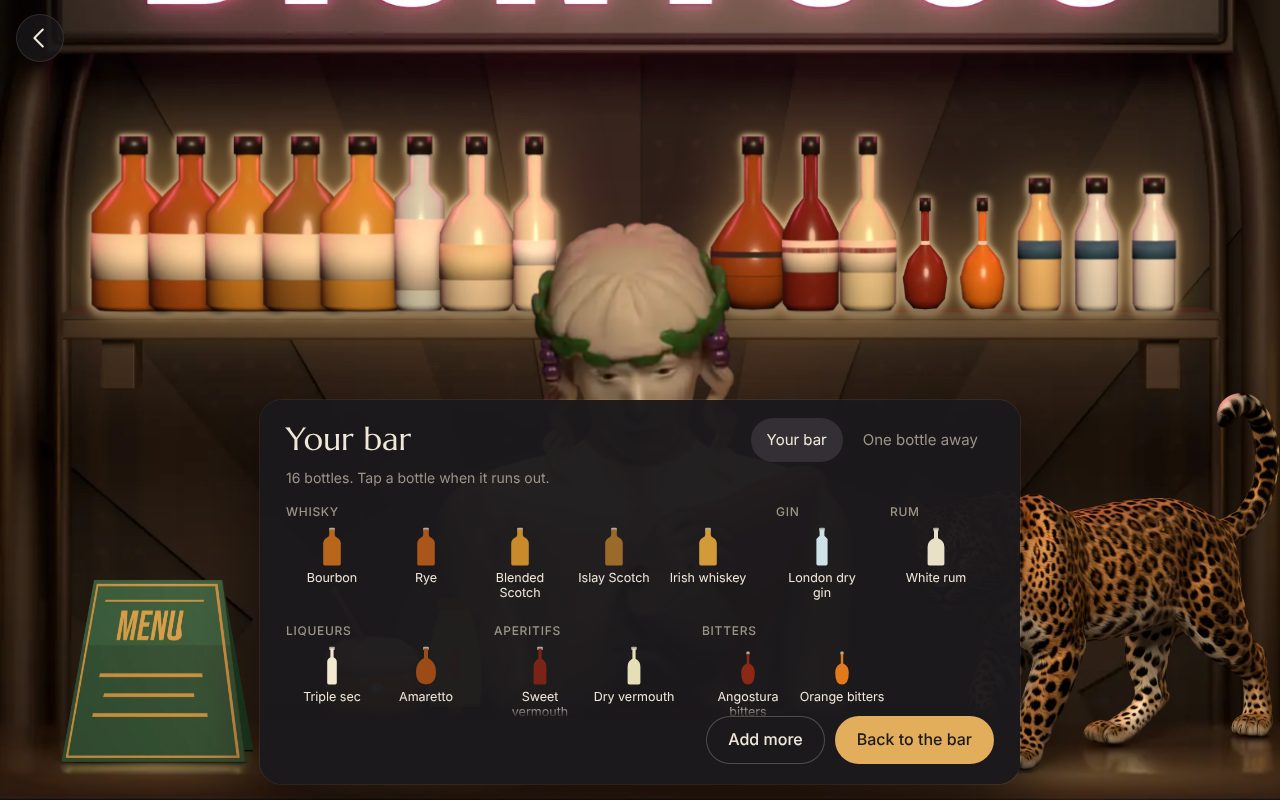 Your bar
Your bar
One bottle away
16 bottles. Tap a bottle when it runs out.
WHISKY
GIN
RUM
Bourbon
Rye
Blended
Scotch
Islay Scotch
Irish whiskey
London dry
gin
White rum
LIQUEURS
APERITIFS
BITTERS
Triple sec
Amaretto
Sweet
vermouth
Dry vermouth
Angostura
bitters
Orange bitters
MENU
Add more
Back to the bar